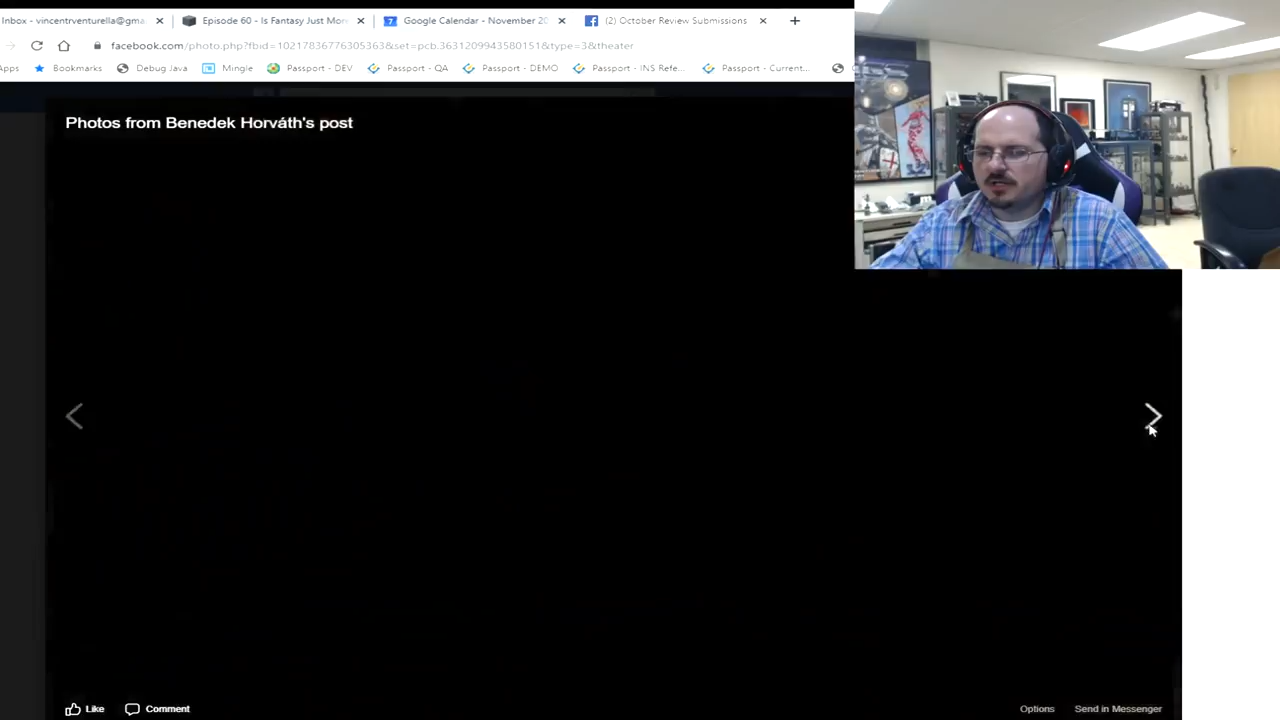 Inbox - vincentrventurella@gma
Episode 60 - Is Fantasy Just Mor
Google Calendar - November 20
(2) October Review Submissions
facebook.com/photo.php?fbid=10217836776305363&set=pcb.3631209943580151&type=3&theater
Apps
Bookmarks
Debug Java
Mingle
Passport - DEV
Passport - QA
Passport - DEMO
Passport - INS Refe...
Passport - Current...
Photos from Benedek Horváth's post
Like
Comment
Options
Send in Messenger